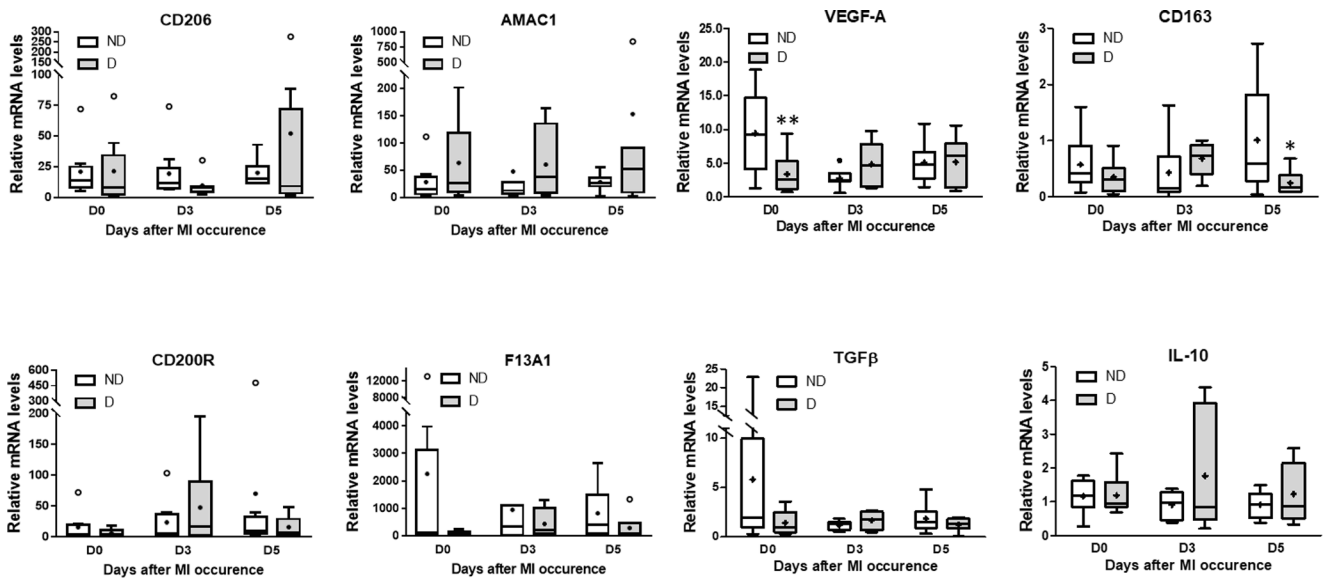 CD206
Relative mRNA levels
300
250
200
150
100
75
50
25
0
ND
D
D0 D3 D5
Days after MI occurence
AMAC1
Relative mRNA levels
1000
750
500
250
200
150
100
50
0
ND
D
D0 D3 D5
Days after MI occurence
VEGF-A
Relative mRNA levels
25.0
20.0
15.0
10.0
5.0
0.0
ND
D
**
D0 D3 D5
Days after MI occurence
CD163
Relative mRNA levels
3
2
1
0
ND
D
*
D0 D3 D5
Days after MI occurence
CD200R
Relative mRNA levels
600
450
300
200
150
100
50
0
ND
D
D0 D3 D5
Days after MI occurence
F13A1
Relative mRNA levels
12000
8000
4000
3000
2000
1000
0
ND
D
D0 D3 D5
Days after MI occurence
TGFβ
Relative mRNA levels
25
20
15
10
5
0
ND
D
D0 D3 D5
Days after MI occurence
IL-10
Relative mRNA levels
5
4
3
2
1
0
ND
D
D0 D3 D5
Days after MI occurence